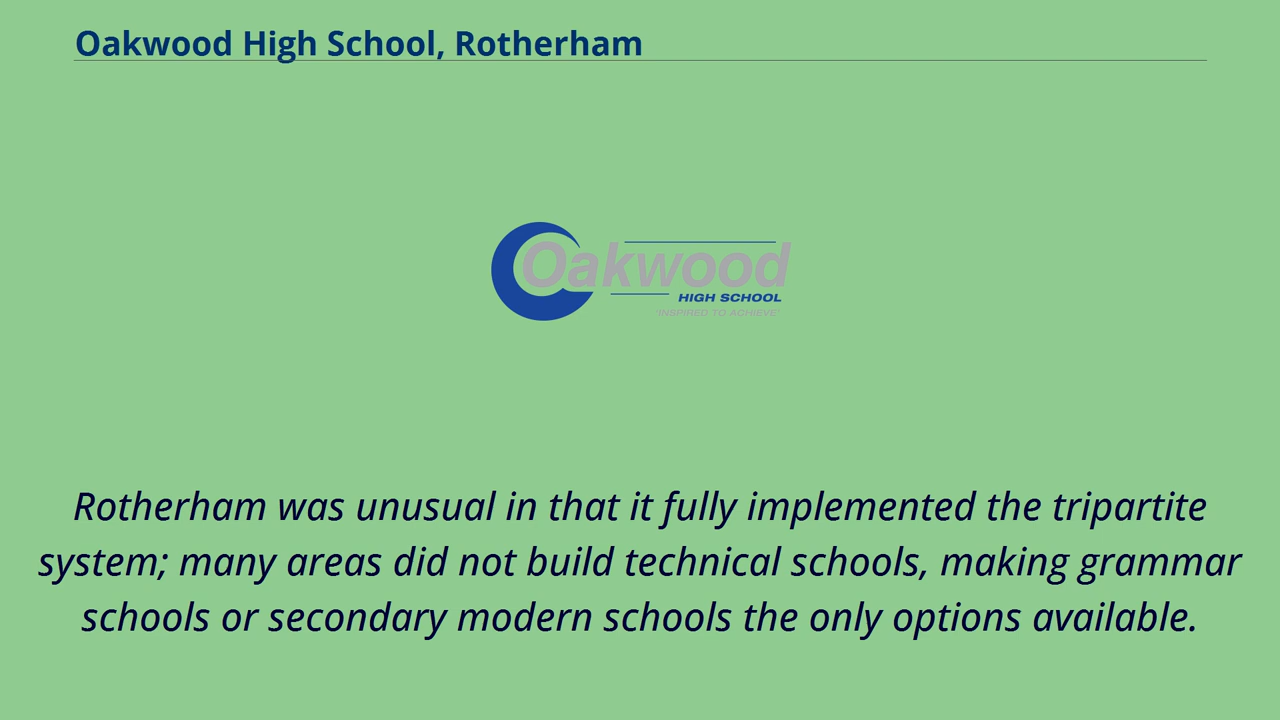 Oakwood High School, Rotherham
Oakwood
HIGH SCHOOL
'INSPIRED TO ACHIEVE'
Rotherham was unusual in that it fully implemented the tripartite
system; many areas did not build technical schools, making grammar
schools or secondary modern schools the only options available.